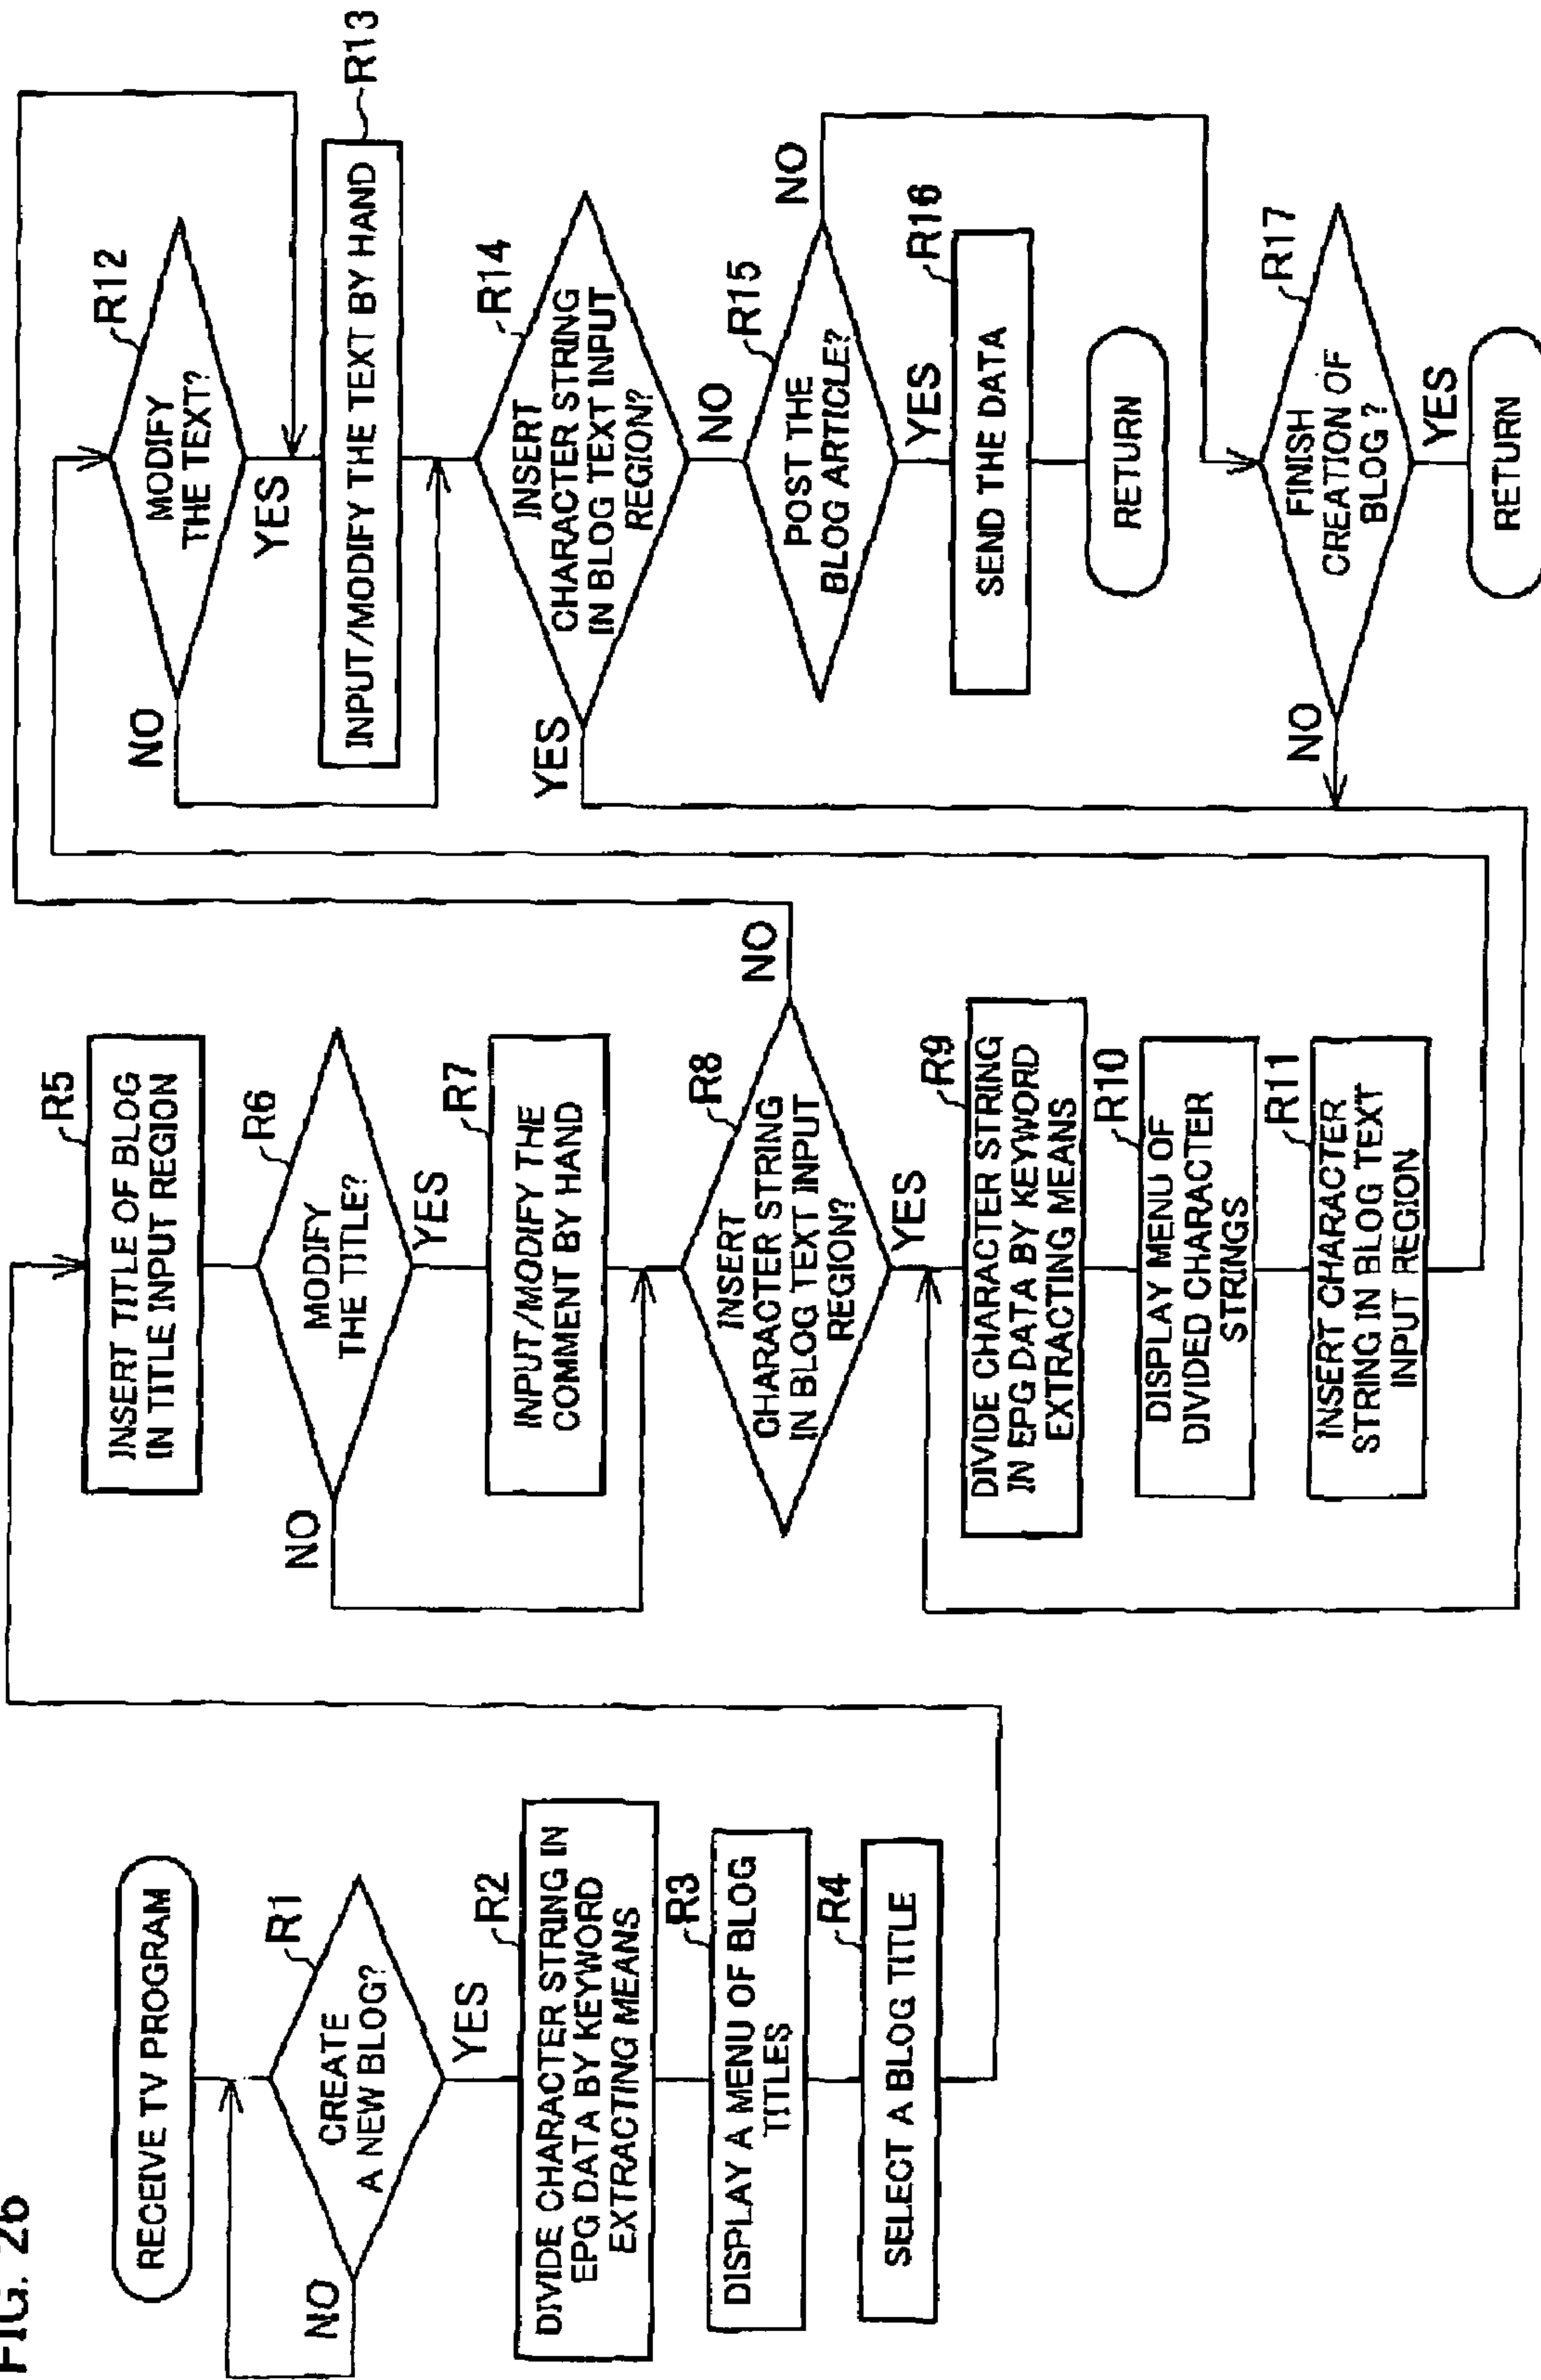 FIG. 26
RECEIVE TV PROGRAM
R1
CREATE
A NEW BLOG?
NO
YES
R2
DIVIDE CHARACTER STRING IN
EPG DATA BY KEYWORD
EXTRACTING MEANS
R3
DISPLAY A MENU OF BLOG
TITLES
R4
SELECT A BLOG TITLE
R5
INSERT TITLE OF BLOG
IN TITLE INPUT REGION
R6
MODIFY
THE TITLE?
NO
YES
R7
INPUT/MODIFY THE
COMMENT BY HAND
R8
INSERT
CHARACTER STRING
IN BLOG TEXT INPUT
REGION?
NO
YES
R9
DIVIDE CHARACTER STRING
IN EPG DATA BY KEYWORD
EXTRACTING MEANS
R10
DISPLAY MENU OF
DIVIDED CHARACTER
STRINGS
R11
INSERT CHARACTER
STRING IN BLOG TEXT
INPUT REGION
R12
MODIFY
THE TEXT?
NO
YES
R13
INPUT/MODIFY THE TEXT BY HAND
R14
INSERT
CHARACTER STRING
IN BLOG TEXT INPUT
REGION?
YES
NO
R15
POST THE
BLOG ARTICLE?
NO
YES
R16
SEND THE DATA
RETURN
R17
FINISH
CREATION OF
BLOG ?
NO
YES
RETURN